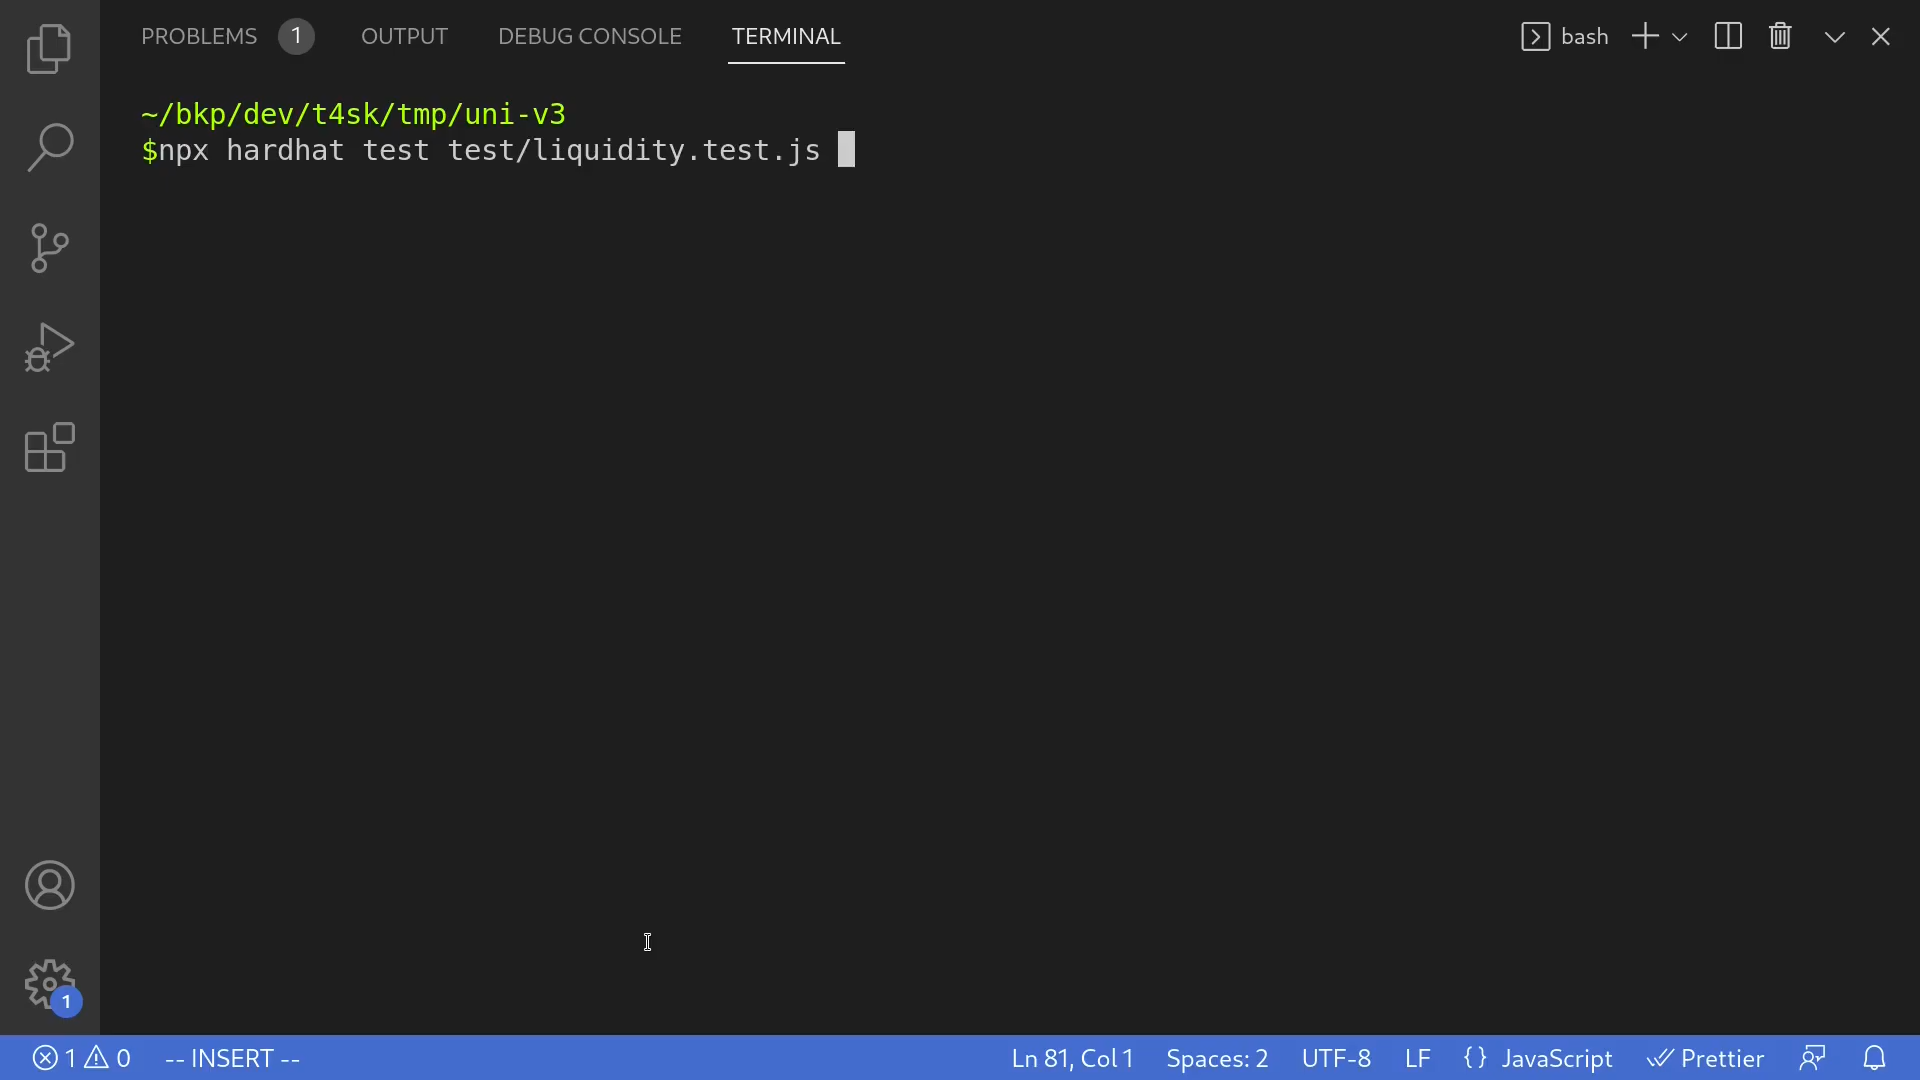 PROBLEMS 1 OUTPUT DEBUG CONSOLE TERMINAL bash
~/bkp/dev/t4sk/tmp/uni-v3
$npx hardhat test test/liquidity.test.js
1
1 0 -- INSERT -- Ln 81, Col 1 Spaces: 2 UTF-8 LF {} JavaScript Prettier